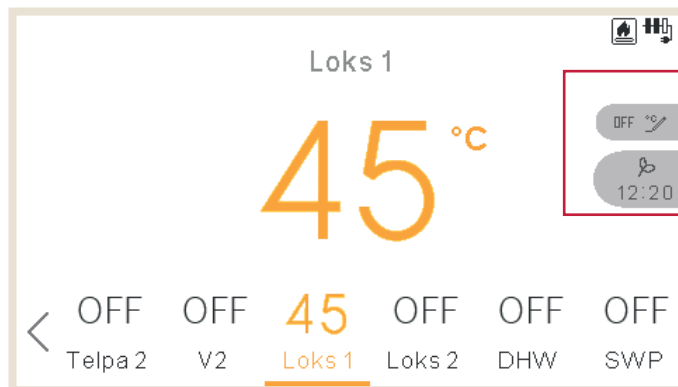 Loks 1
45 °C
OFF °C
12:20
OFF OFF 45 OFF OFF OFF
Telpa 2 V2 Loks 1 Loks 2 DHW SWP